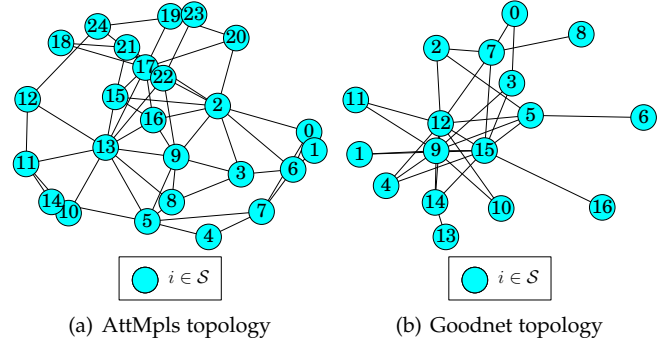 19 23 0
24 20 8
18 21 2 7
17 22 3
12 15 2 11 5
16 12 6
13 0
9 1 1 9 15
11 3 6 4
14 8 14 10 16
10 5 7
4 13
i ∈ S i ∈ S
(a) AttMpls topology (b) Goodnet topology